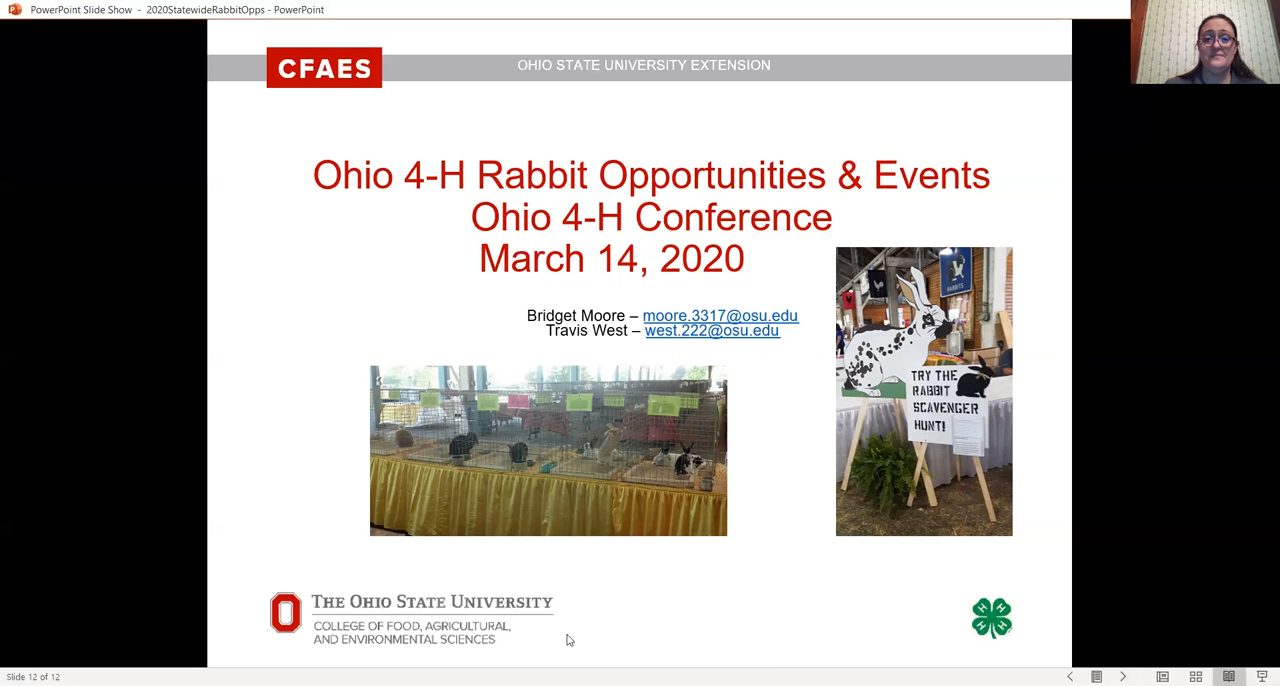 PowerPoint Slide Show - 2020StatewideRabbitOpps - PowerPoint
CFAES
OHIO STATE UNIVERSITY EXTENSION
Ohio 4-H Rabbit Opportunities & Events
Ohio 4-H Conference
March 14, 2020
Bridget Moore – moore.3317@osu.edu
Travis West – west.222@osu.edu
RABBITS
TRY THE
RABBIT
SCAVENGER
HUNT!
THE OHIO STATE UNIVERSITY
COLLEGE OF FOOD, AGRICULTURAL,
AND ENVIRONMENTAL SCIENCES
H H H H
Slide 12 of 12